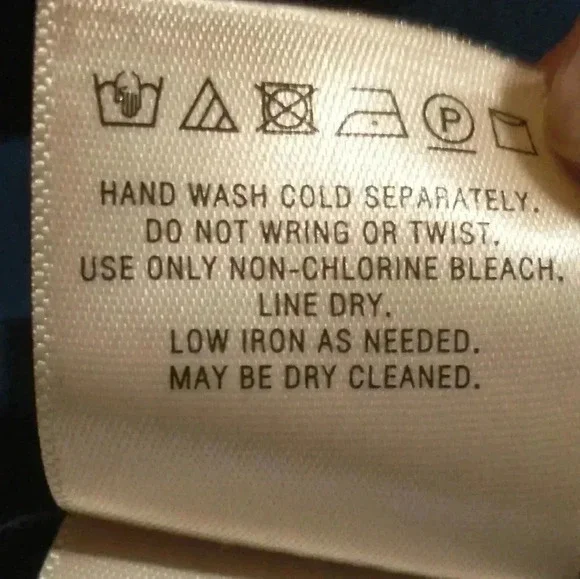 P
HAND WASH COLD SEPARATELY.
DO NOT WRING OR TWIST.
USE ONLY NON-CHLORINE BLEACH.
LINE DRY.
LOW IRON AS NEEDED.
MAY BE DRY CLEANED.